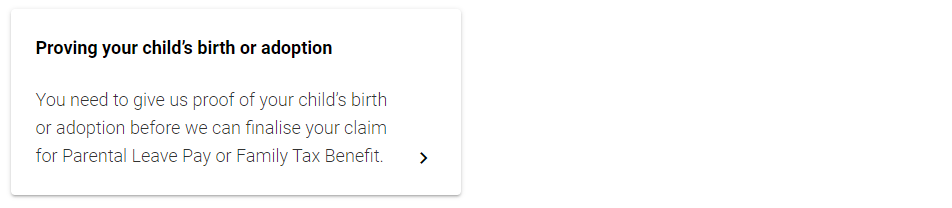 Proving your child’s birth or adoption
You need to give us proof of your child’s birth
or adoption before we can finalise your claim
for Parental Leave Pay or Family Tax Benefit.